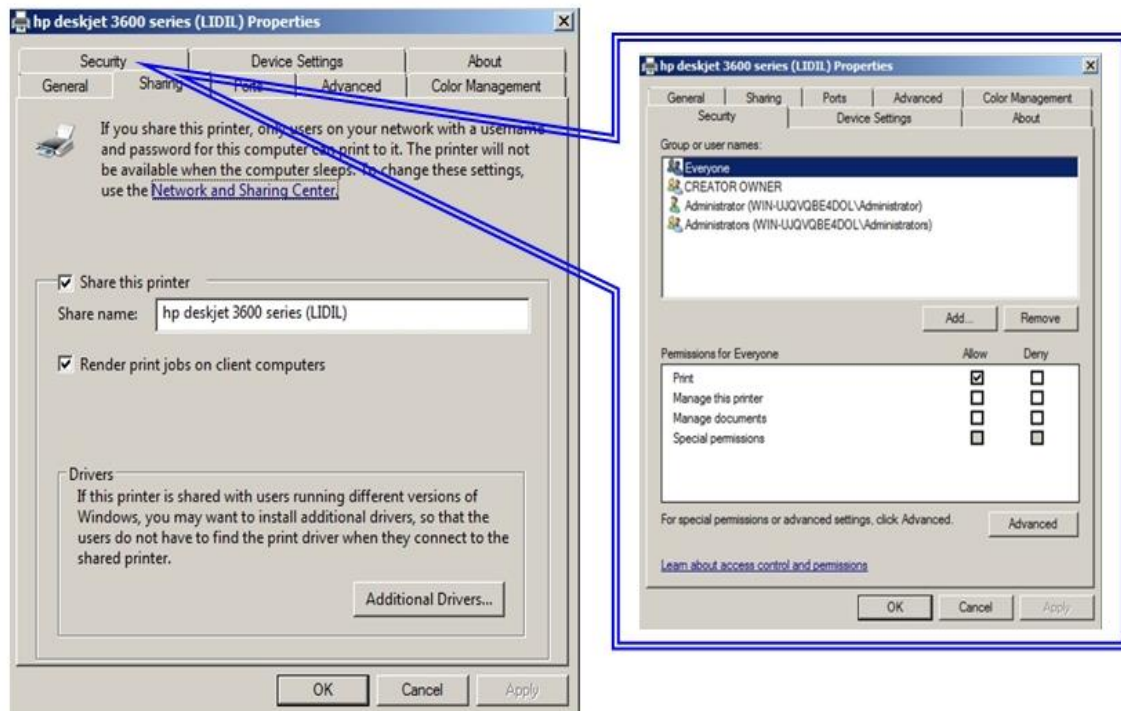 hp deskjet 3600 series (LIDIL) Properties
Security Device Settings About
General Sharing Ports Advanced Color Management
If you share this printer, only users on your network with a username
and password for this computer can print to it. The printer will not
be available when the computer sleeps. To change these settings,
use the Network and Sharing Center.
Share this printer
Share name: hp deskjet 3600 series (LIDIL)
Render print jobs on client computers
Drivers
If this printer is shared with users running different versions of
Windows, you may want to install additional drivers, so that the
users do not have to find the print driver when they connect to the
shared printer.
Additional Drivers...
OK Cancel Apply
hp deskjet 3600 series (LIDIL) Properties
General Sharing Ports Advanced Color Management
Security Device Settings About
Group or user names:
Everyone
CREATOR OWNER
Administrator (WIN-UJQVQBE4DOL\Administrator)
Administrators (WIN-UJQVQBE4DOL\Administrators)
Add... Remove
Permissions for Everyone Allow Deny
Print
Manage this printer
Manage documents
Special permissions
For special permissions or advanced settings, click Advanced.
Advanced
Learn about access control and permissions
OK Cancel Apply